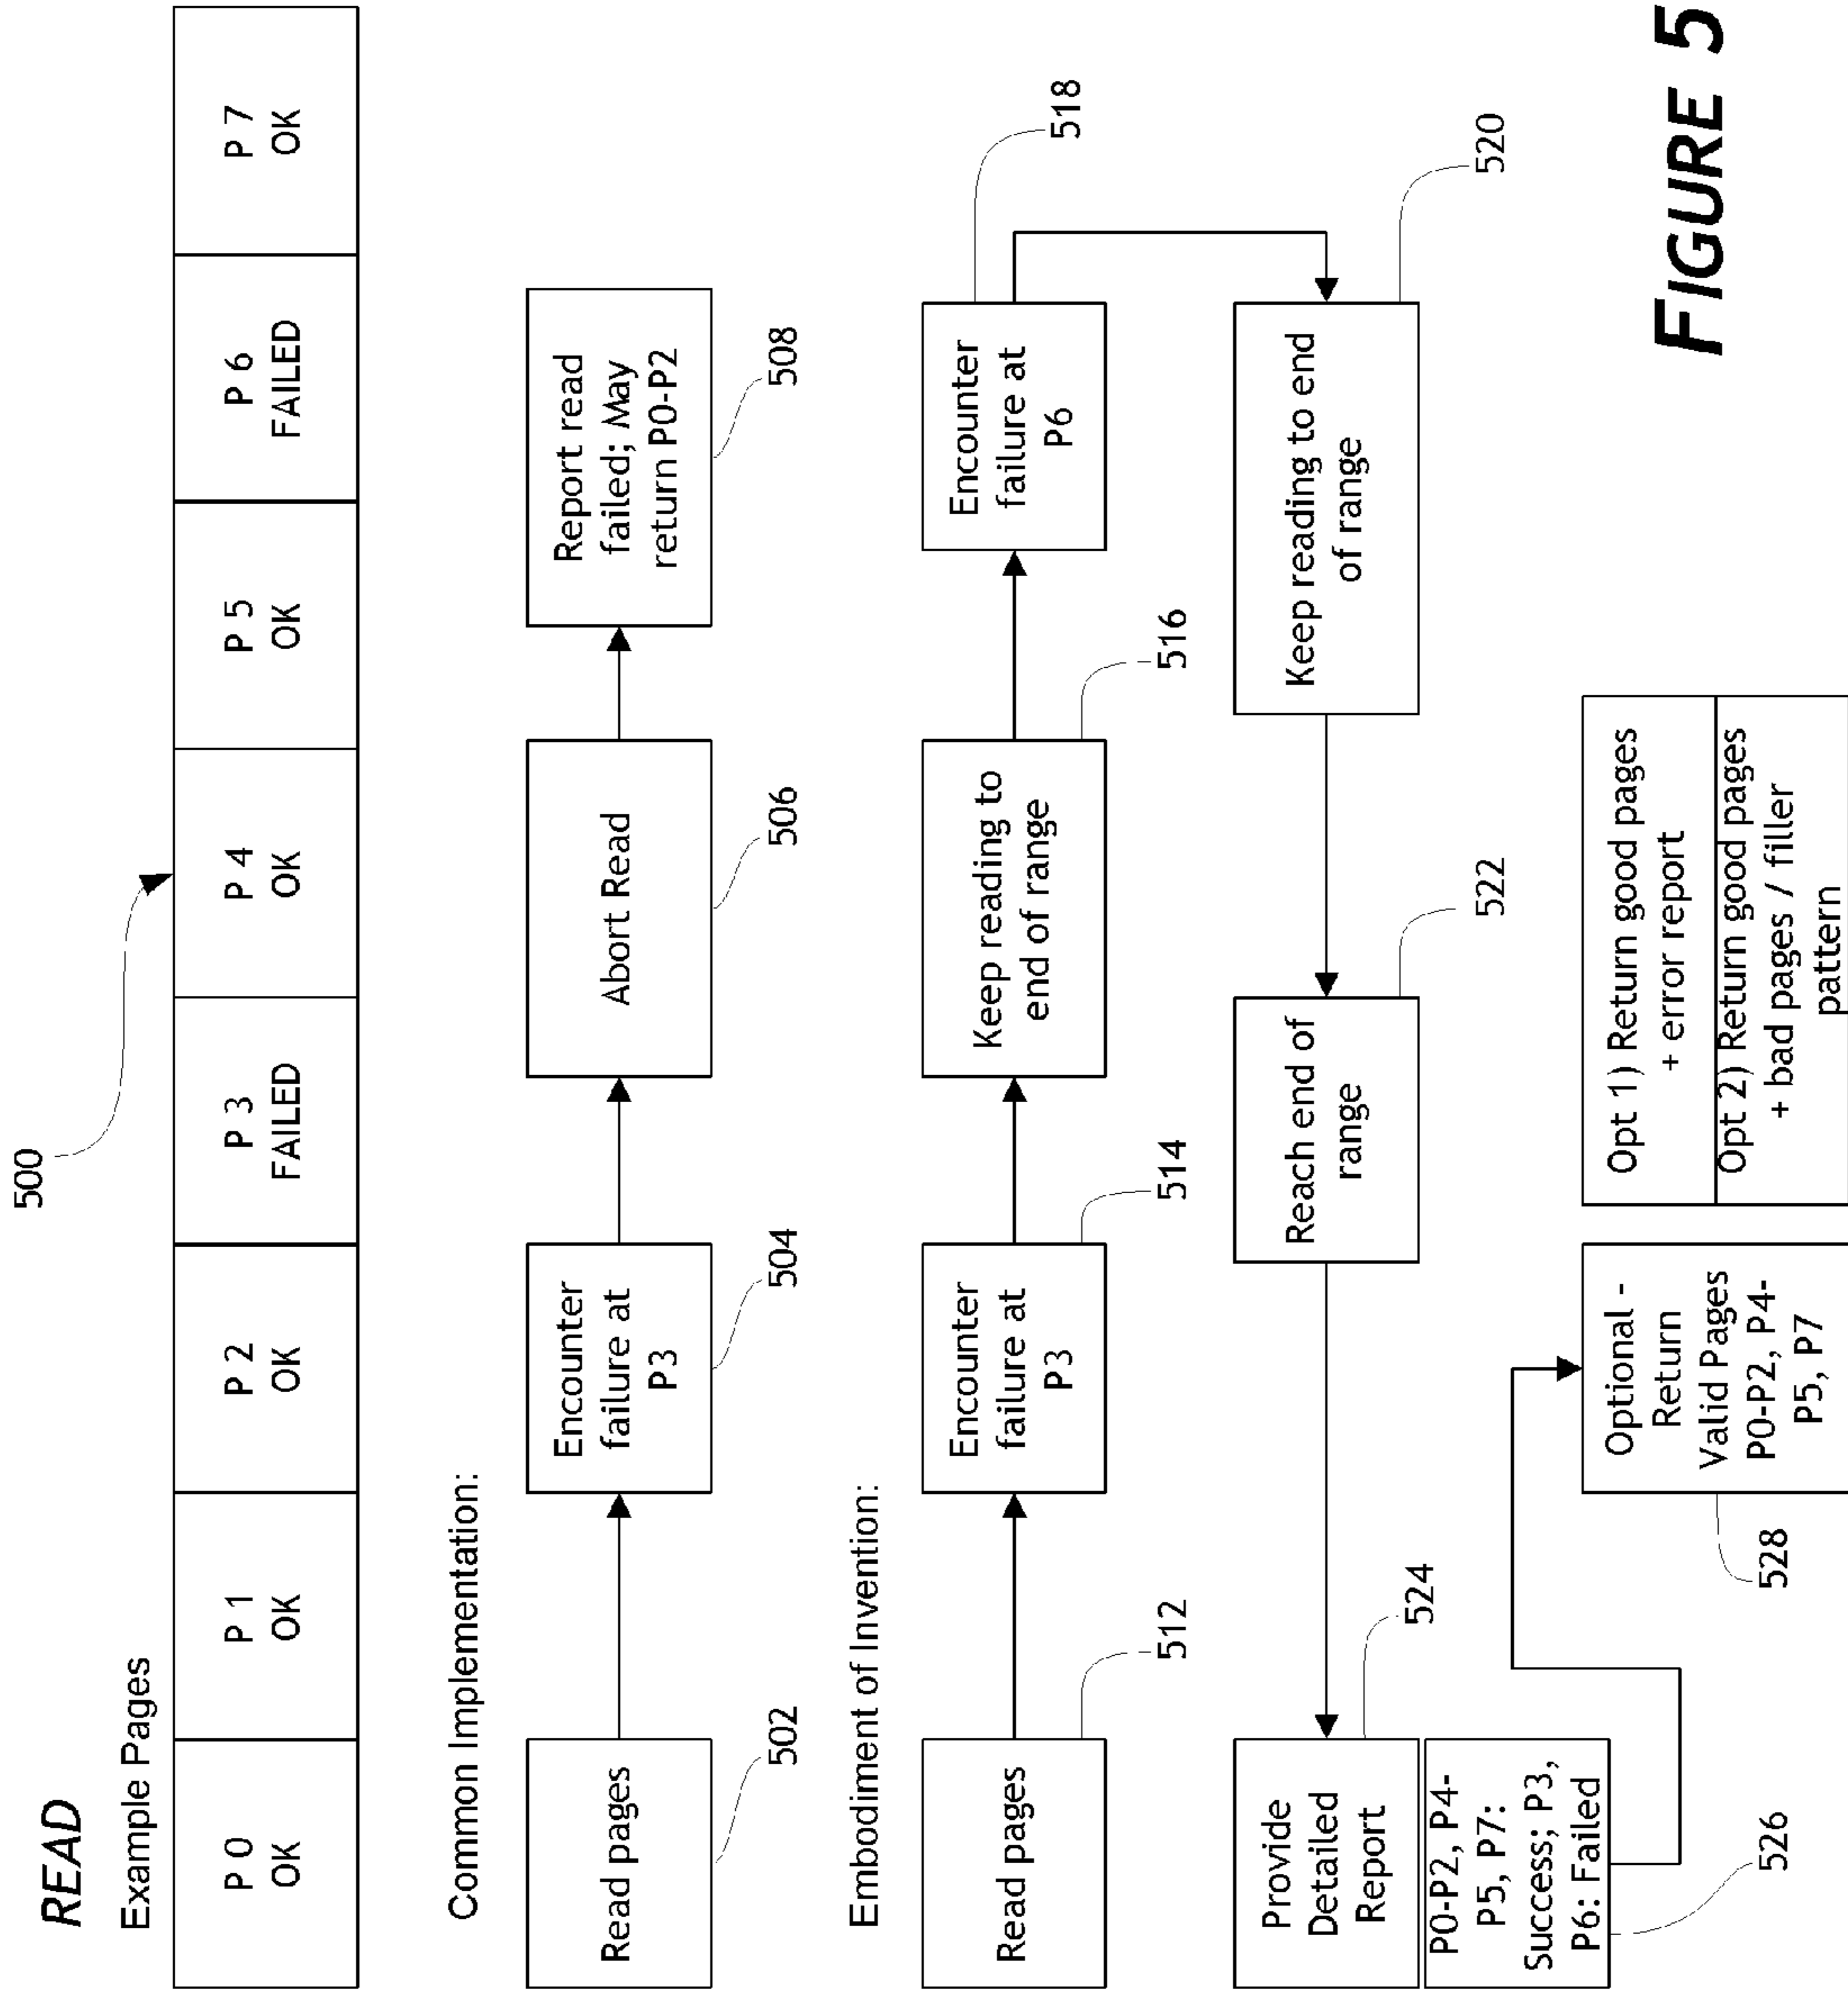 READ
Example Pages
500
P 0
OK
P 1
OK
P 2
OK
P 3
FAILED
P 4
OK
P 5
OK
P 6
FAILED
P 7
OK
Common Implementation:
Read pages
502
Encounter
failure at
P3
504
Abort Read
506
Report read
failed; May
return P0-P2
508
Embodiment of Invention:
Read pages
512
Encounter
failure at
P3
514
Keep reading to
end of range
516
Encounter
failure at
P6
518
Keep reading to end
of range
520
Reach end of
range
522
Provide
Detailed
Report
524
P0-P2, P4-
P5, P7:
Success; P3,
P6: Failed
526
Optional -
Return
Valid Pages
P0-P2, P4-
P5, P7
528
Opt 1) Return good pages
+ error report
Opt 2) Return good pages
+ bad pages / filler
pattern
FIGURE 5